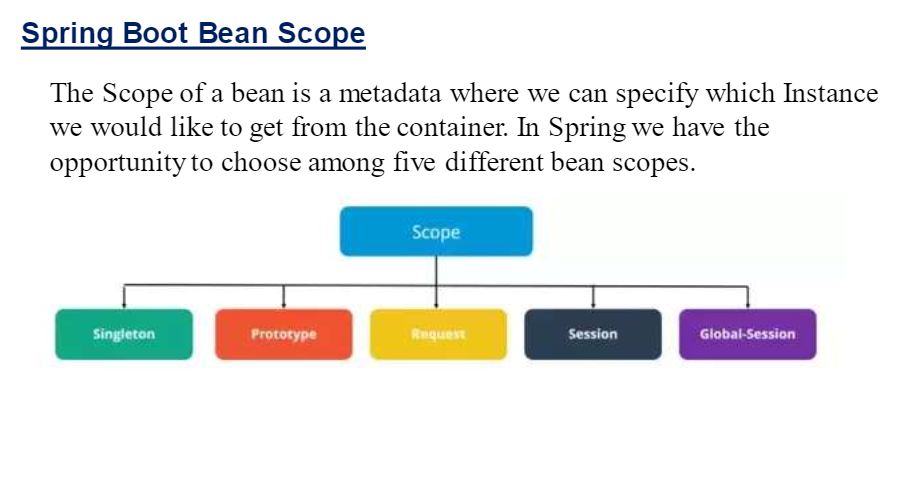 Spring Boot Bean Scope
The Scope of a bean is a metadata where we can specify which Instance
we would like to get from the container. In Spring we have the
opportunity to choose among five different bean scopes.
Scope
Singleton
Prototype
Request
Session
Global-Session